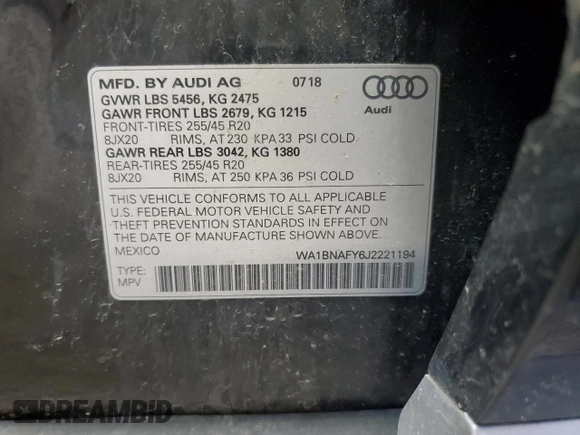 MFD. BY AUDI AG 07 18
GVWR LBS 5456, KG 2475
GAWR FRONT LBS 2679, KG 1215
FRONT-TIRES 255/45 R20
8JX20 RIMS, AT 230 KPA 33 PSI COLD
GAWR REAR LBS 3042, KG 1380
REAR-TIRES 255/45 R20
8JX20 RIMS, AT 250 KPA 36 PSI COLD
Audi
THIS VEHICLE CONFORMS TO ALL APPLICABLE
U.S. FEDERAL MOTOR VEHICLE SAFETY AND
THEFT PREVENTION STANDARDS IN EFFECT ON
THE DATE OF MANUFACTURE SHOWN ABOVE.
MEXICO WA1BNAFY6J2221194
TYPE:
MPV
DREAMBID